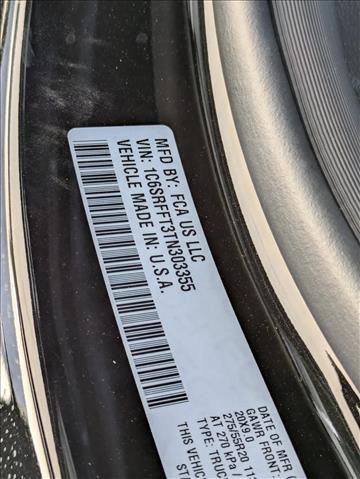 MFD BY: FCA US LLC
VIN: 1C6SRFFT3TN303355
VEHICLE MADE IN: U.S.A.
DATE OF MFR
GAWR FRONT:
20X9.0
275/55R20 11
AT 270 kPa /
TYPE: TRUC
THIS VEHIC